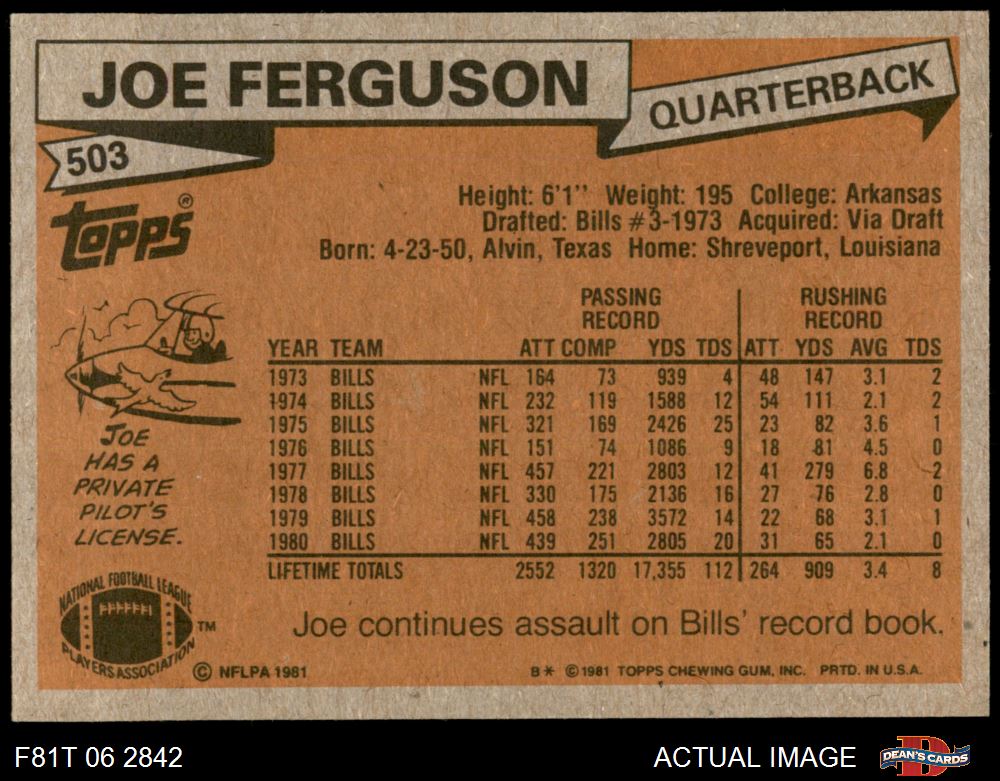 JOE FERGUSON
QUARTERBACK
503
TOPPS®
Height: 6'1'' Weight: 195 College: Arkansas
Drafted: Bills #3-1973 Acquired: Via Draft
Born: 4-23-50, Alvin, Texas Home: Shreveport, Louisiana
PASSING RECORD RUSHING RECORD
YEAR TEAM ATT COMP YDS TDS ATT YDS AVG TDS
1973 BILLS NFL 164 73 939 4 48 147 3.1 2
1974 BILLS NFL 232 119 1588 12 54 111 2.1 2
1975 BILLS NFL 321 169 2426 25 23 82 3.6 1
1976 BILLS NFL 151 74 1086 9 18 81 4.5 0
1977 BILLS NFL 457 221 2803 12 41 279 6.8 2
1978 BILLS NFL 330 175 2136 16 27 76 2.8 0
1979 BILLS NFL 458 238 3572 14 22 68 3.1 1
1980 BILLS NFL 439 251 2805 20 31 65 2.1 0
LIFETIME TOTALS 2552 1320 17,355 112 264 909 3.4 8
JOE
HAS A
PRIVATE
PILOT'S
LICENSE.
NATIONAL FOOTBALL LEAGUE
PLAYERS ASSOCIATION
TM
Joe continues assault on Bills' record book.
© NFLPA 1981
B* © 1981 TOPPS CHEWING GUM, INC. PRTD. IN U.S.A.
F81T 06 2842
ACTUAL IMAGE
DEAN'S CARDS